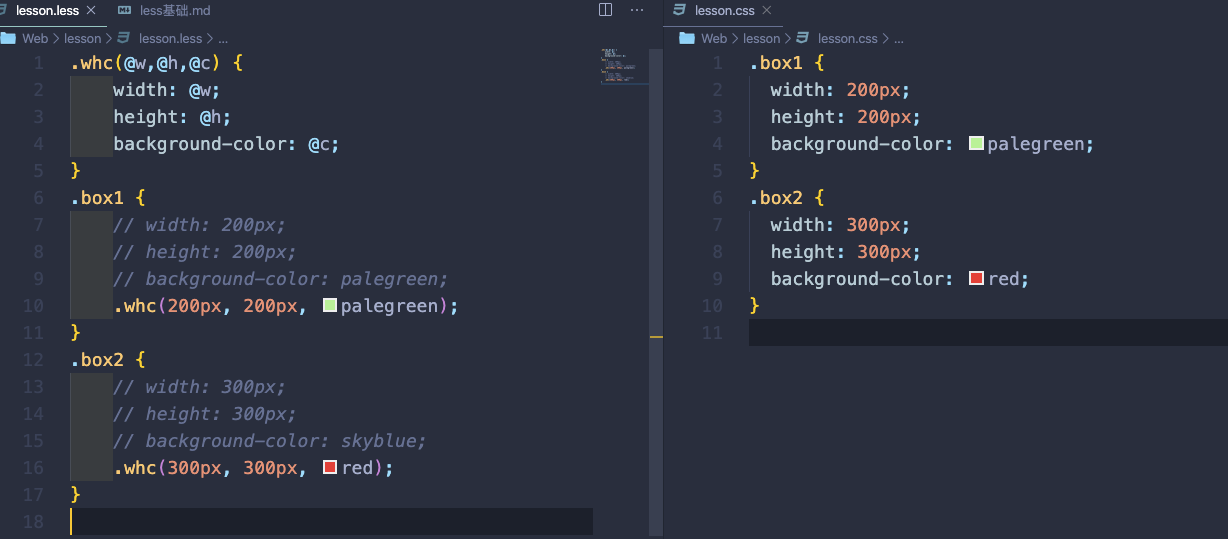 lesson.less
less基础.md
Web > lesson > lesson.less > ...
1 .whc(@w,@h,@c) {
2     width: @w;
3     height: @h;
4     background-color: @c;
5 }
6 .box1 {
7     // width: 200px;
8     // height: 200px;
9     // background-color: palegreen;
10     .whc(200px, 200px, palegreen);
11 }
12 .box2 {
13     // width: 300px;
14     // height: 300px;
15     // background-color: skyblue;
16     .whc(300px, 300px, red);
17 }
18
lesson.css
Web > lesson > lesson.css > ...
1 .box1 {
2   width: 200px;
3   height: 200px;
4   background-color: palegreen;
5 }
6 .box2 {
7   width: 300px;
8   height: 300px;
9   background-color: red;
10 }
11